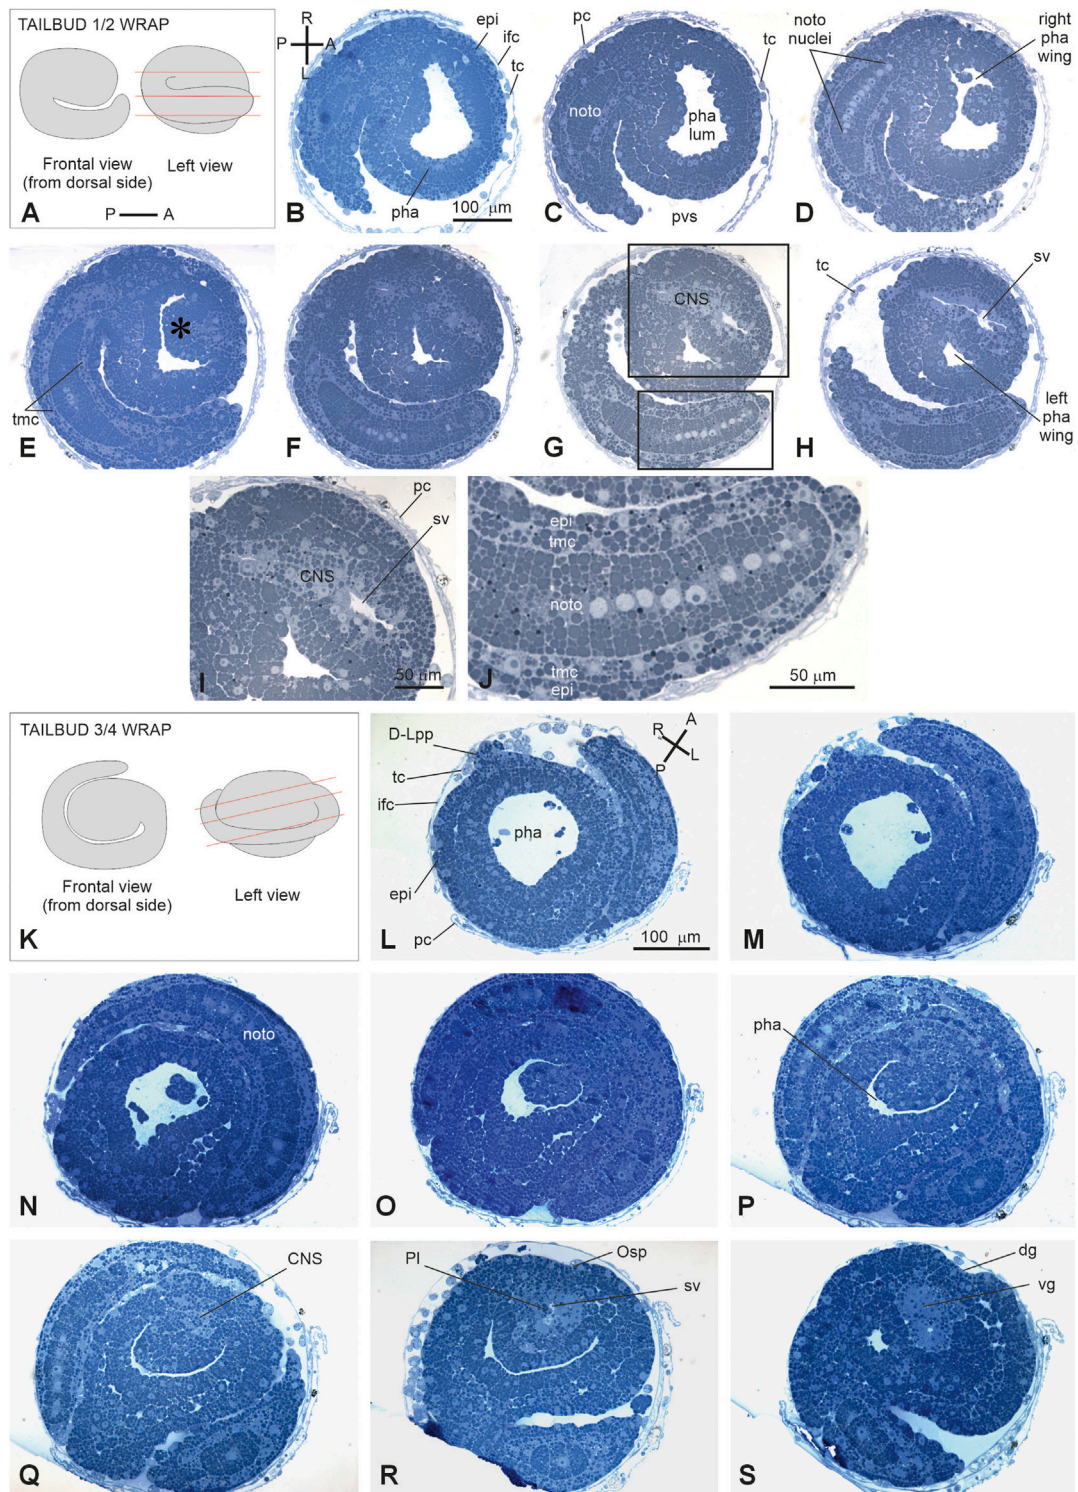 TAILBUD 1/2 WRAP
Frontal view
(from dorsal side)
Left view
P A
A
R
P A
L
epi
ifc
tc
pha
100 μm
B
pc
tc
noto
pha
lum
pvs
C
noto
nuclei
right
pha
wing
D
*
tmc
E
F
CNS
G
tc
sv
left
pha
wing
H
pc
sv
CNS
I
50 μm
epi
tmc
noto
tmc
epi
J
50 μm
TAILBUD 3/4 WRAP
Frontal view
(from dorsal side)
Left view
K
D-Lpp
tc
ifc
epi
pc
pha
R A
P L
L
100 μm
M
noto
N
O
pha
P
CNS
Q
PI
Osp
sv
R
dg
vg
S